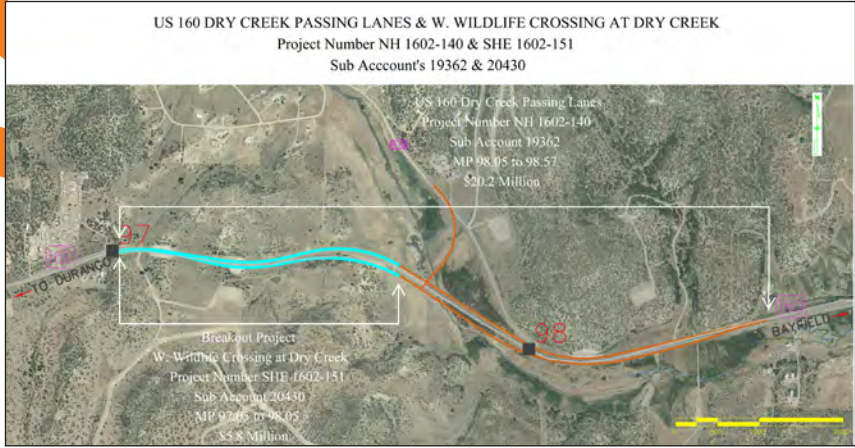 US 160 DRY CREEK PASSING LANES & W. WILDLIFE CROSSING AT DRY CREEK
Project Number NH 1602-140 & SHE 1602-151
Sub Acccount's 19362 & 20430
US 160 Dry Creek Passing Lanes
Project Number NH 1602-140
Sub Account 19362
MP 98.05 to 98.57
$20.2 Million
97
TO DURANGO
98
BAYFIELD
Breakout Project
W. Wildlife Crossing at Dry Creek
Project Number SHE 1602-151
Sub Account 20430
MP 97.05 to 98.05
$5.8 Million